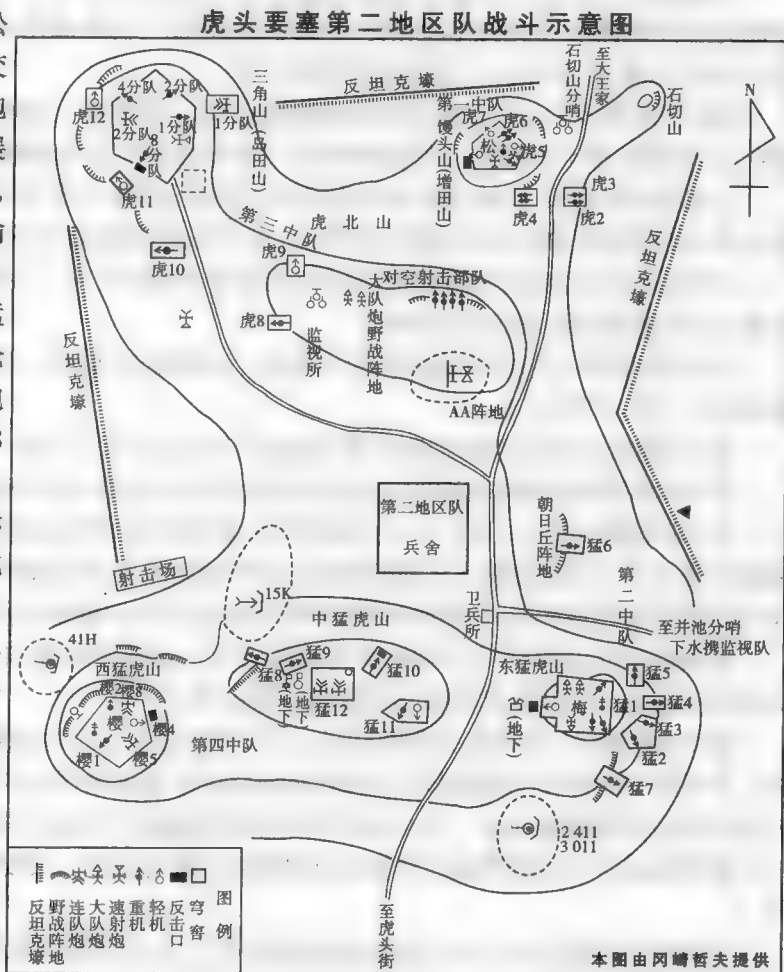 虎头要塞第二地区队战斗示意图
至大王家
石切山分哨
石切山
反坦克壕
三角山(岛田山)
4分队
2分队
虎12
2分队
1分队
1分队
8分队
虎11
虎10
第一中队
虎7
虎6
松
虎5
馒头山(增田山)
虎4
虎3
虎2
N
反坦克壕
第三中队
虎北山
虎9
对空射击部队
大队炮野战阵地
虎8
监视所
AA阵地
反坦克壕
第二地区队
兵舍
朝日丘阵地
猛6
第二中队
射击场
15K
中猛虎山
卫兵所
至并池分哨
下水携监视队
41H
西猛虎山
樱2
樱3
樱
樱4
樱1
樱5
第四中队
猛8
猛9
(地下)
(地下)
猛12
猛10
猛11
东猛虎山
凹(地下)
梅
猛1
猛5
猛4
猛3
猛2
猛7
2 411
3 011
至虎头街
图例
穹窖
反击口
轻机
重机
速射炮
大队炮
连队炮
野战阵地
反坦克壕
本图由冈崎哲夫提供